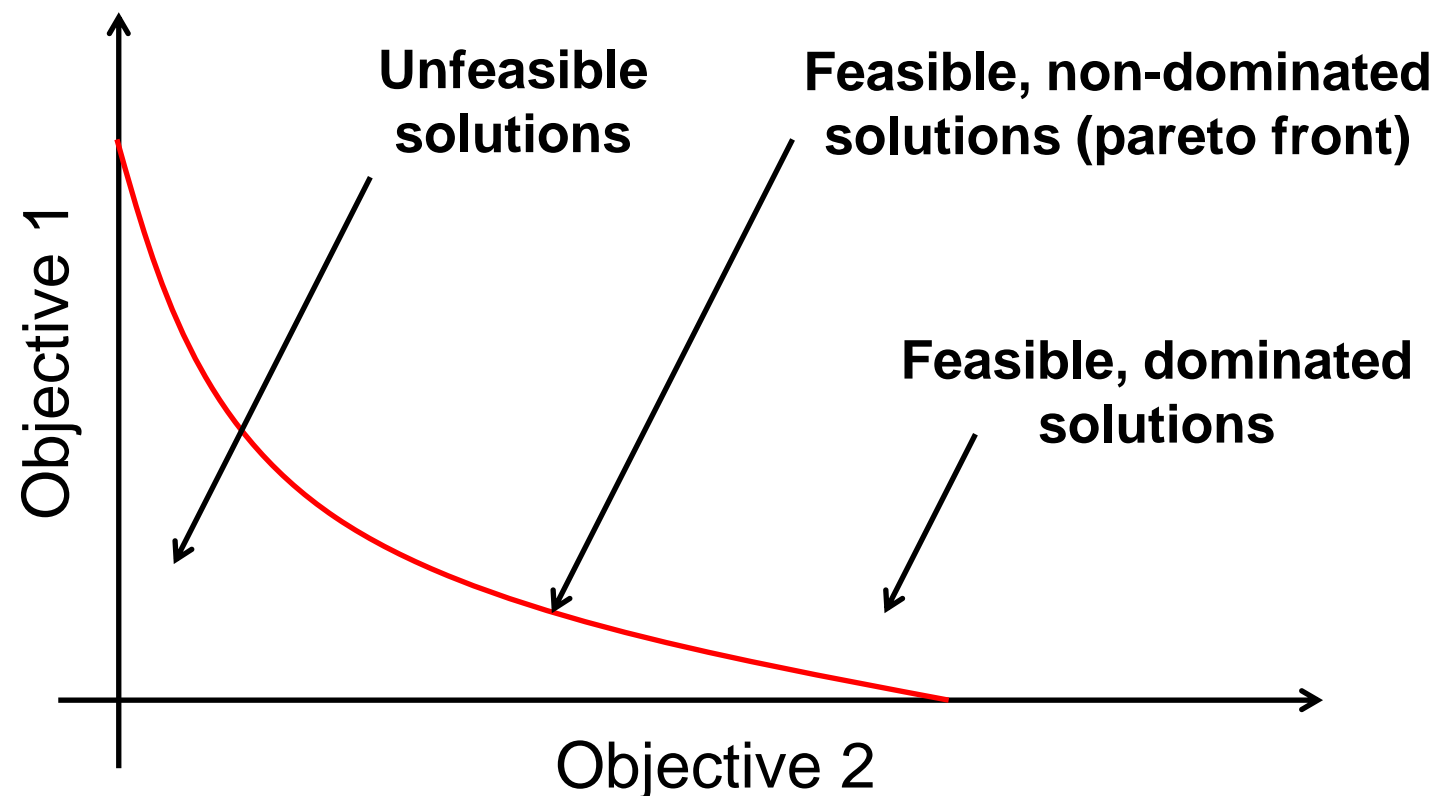 Unfeasible
solutions
Feasible, non-dominated
solutions (pareto front)
Objective 1
Feasible, dominated
solutions
Objective 2